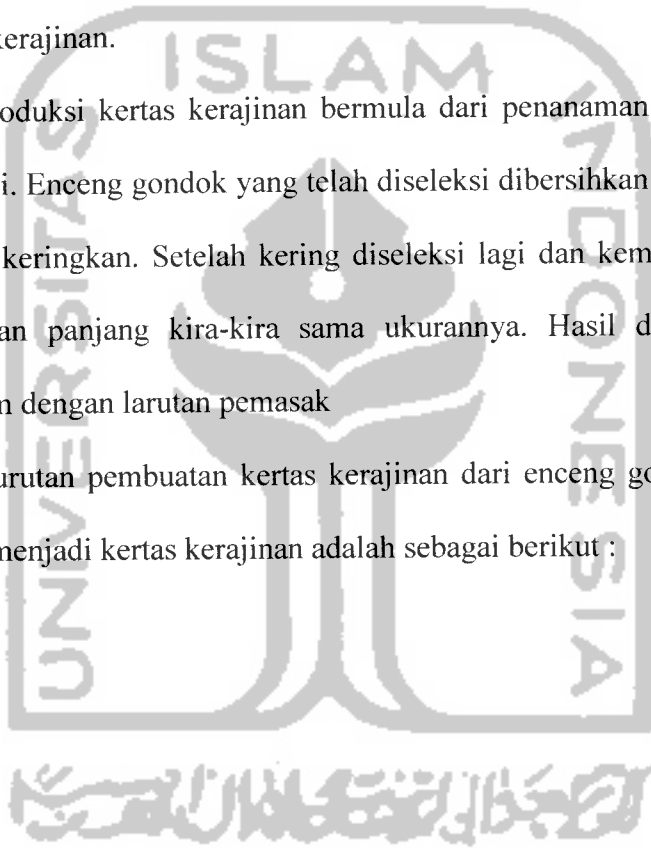 kerajinan.
ISLAM
oduksi kertas kerajinan bermula dari penanaman
i. Enceng gondok yang telah diseleksi dibersihkan
keringkan. Setelah kering diseleksi lagi dan kem
an panjang kira-kira sama ukurannya. Hasil d
n dengan larutan pemasak
urutan pembuatan kertas kerajinan dari enceng go
menjadi kertas kerajinan adalah sebagai berikut :
UNIVERSITAS
INDONESIA